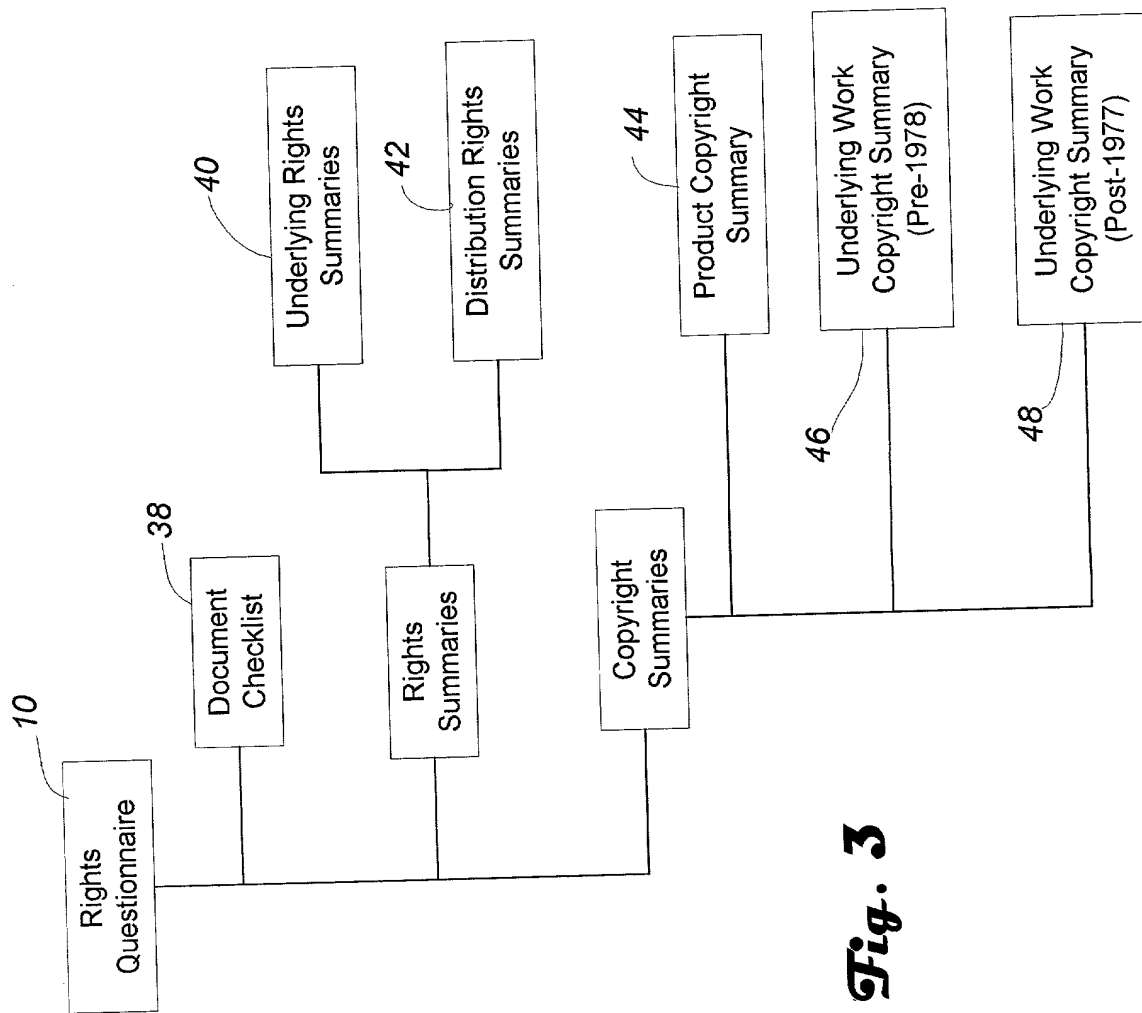 10
Rights
Questionnaire
38
Document
Checklist
Rights
Summaries
40
Underlying Rights
Summaries
42
Distribution Rights
Summaries
Copyright
Summaries
44
Product Copyright
Summary
46
Underlying Work
Copyright Summary
(Pre-1978)
48
Underlying Work
Copyright Summary
(Post-1977)
Fig. 3